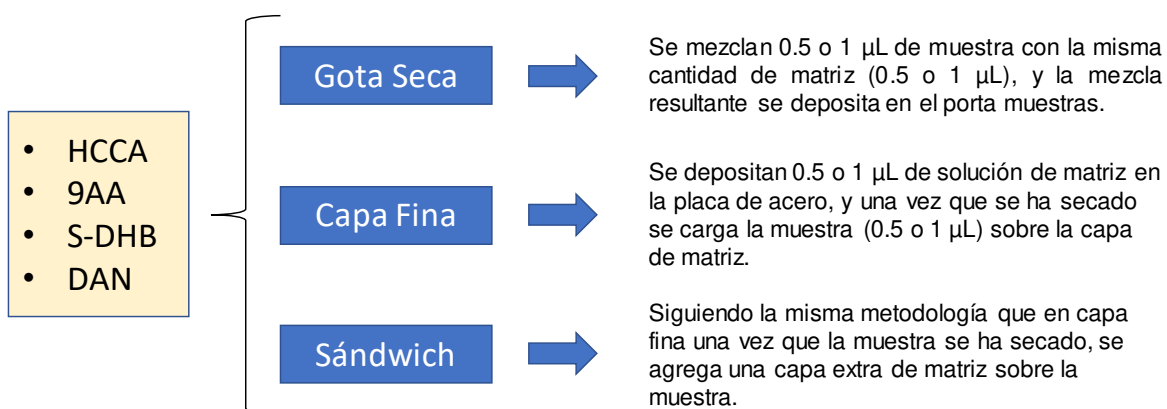 • HCCA
• 9AA
• S-DHB
• DAN
Gota Seca
Se mezclan 0.5 o 1 µL de muestra con la misma
cantidad de matriz (0.5 o 1 µL), y la mezcla
resultante se deposita en el porta muestras.
Capa Fina
Se depositan 0.5 o 1 µL de solución de matriz en
la placa de acero, y una vez que se ha secado
se carga la muestra (0.5 o 1 µL) sobre la capa
de matriz.
Sándwich
Siguiendo la misma metodología que en capa
fina una vez que la muestra se ha secado, se
agrega una capa extra de matriz sobre la
muestra.